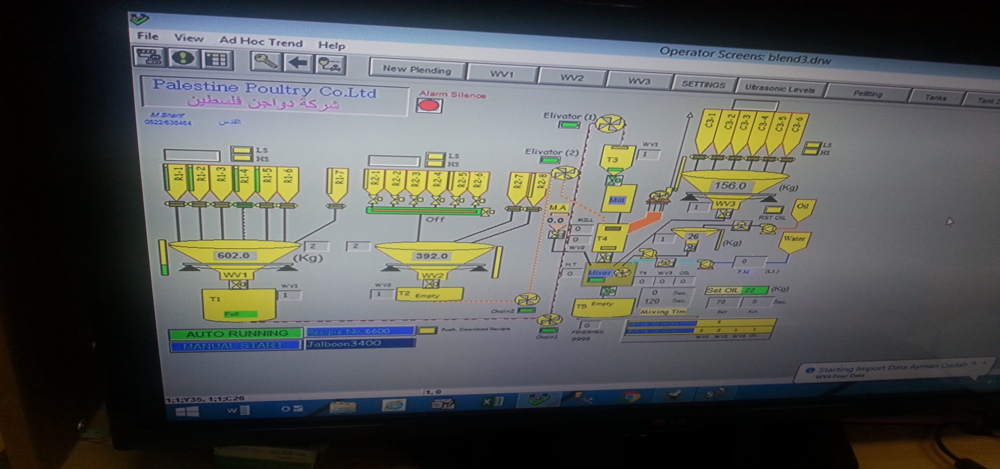 Operator Screens: blend3.drw
File View Ad Hoc Trend Help
New Plending WV1 WV2 WV3 SETTINGS Ultrasonic Levels Pelitting Tanks Tank 2
Palestine Poultry Co.Ltd
شركة دواجن فلسطين
Alarm Silence
M.Sharif
القدس
Elivator (1)
Elivator (2)
LS
HS
R1-1 R1-2 R1-3 R1-4 R1-5 R1-6 R1-7
LS
HS
R2-1 R2-2 R2-3 R2-4 R2-5 R2-6 R2-7 R2-8
Off
C3-1 C3-2 C3-3 C3-4 C3-5 C3-6
LS
HS
WV1
1
T3
Mill
M.A
0.0
MILL
0
0
WV2
T4
156.0 (Kg)
WV3
1
RST OIL
Oil
Water
1
26
(Kg)
0
FM (Lt)
602.0
2
(Kg)
WV1
T1
Full
WV1
1
2
392.0
WV2
WV2
1
T2 Empty
Chain2
Chain1
H.T
0
Mixer
T4 WV3 OIL
0 0 0
0 Sec.
120 Sec.
Mixing Tim
Set OIL 22 (Kg)
70 0 Sec.
Set Act.
T5 Empty
0
FINISHED
9999
9
2 2 1 1
WV1 WV2 WV3 Oil
AUTO RUNNING
MANUAL START
Recipie No. 6600
Jalboon3400
Push, Download Recipie
Starting Import Data Ayman Qadah
WV4 Four Data
1;1;Y35, 1;1;C26
1, 0
LG